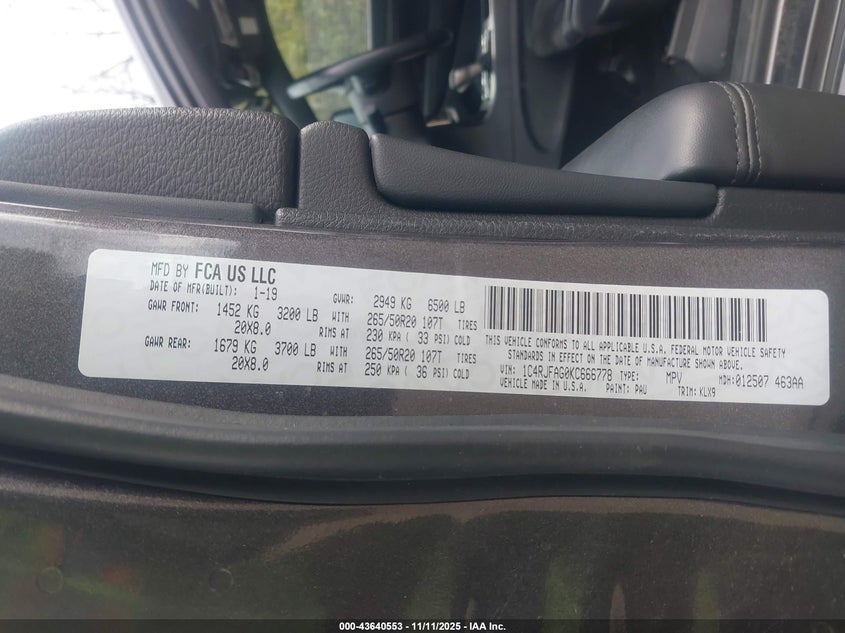 MFD BY FCA US LLC
DATE OF MFR(BUILT): 1-19 GVWR: 2949 KG 6500 LB
GAWR FRONT: 1452 KG 3200 LB WITH 265/50R20 107T TIRES
20X8.0 RIMS AT 230 KPA ( 33 PSI) COLD
GAWR REAR: 1679 KG 3700 LB WITH 265/50R20 107T TIRES
20X8.0 RIMS AT 250 KPA ( 36 PSI) COLD
THIS VEHICLE CONFORMS TO ALL APPLICABLE U.S.A. FEDERAL MOTOR VEHICLE SAFETY
STANDARDS IN EFFECT ON THE DATE OF MANUFACTURE SHOWN ABOVE.
VIN: 1C4RJFAG0KC666778 TYPE: MPV MDH:012507 463AA
PAINT: PAU TRIM: KLX9
000-43640553 - 11/11/2025 - IAA Inc.